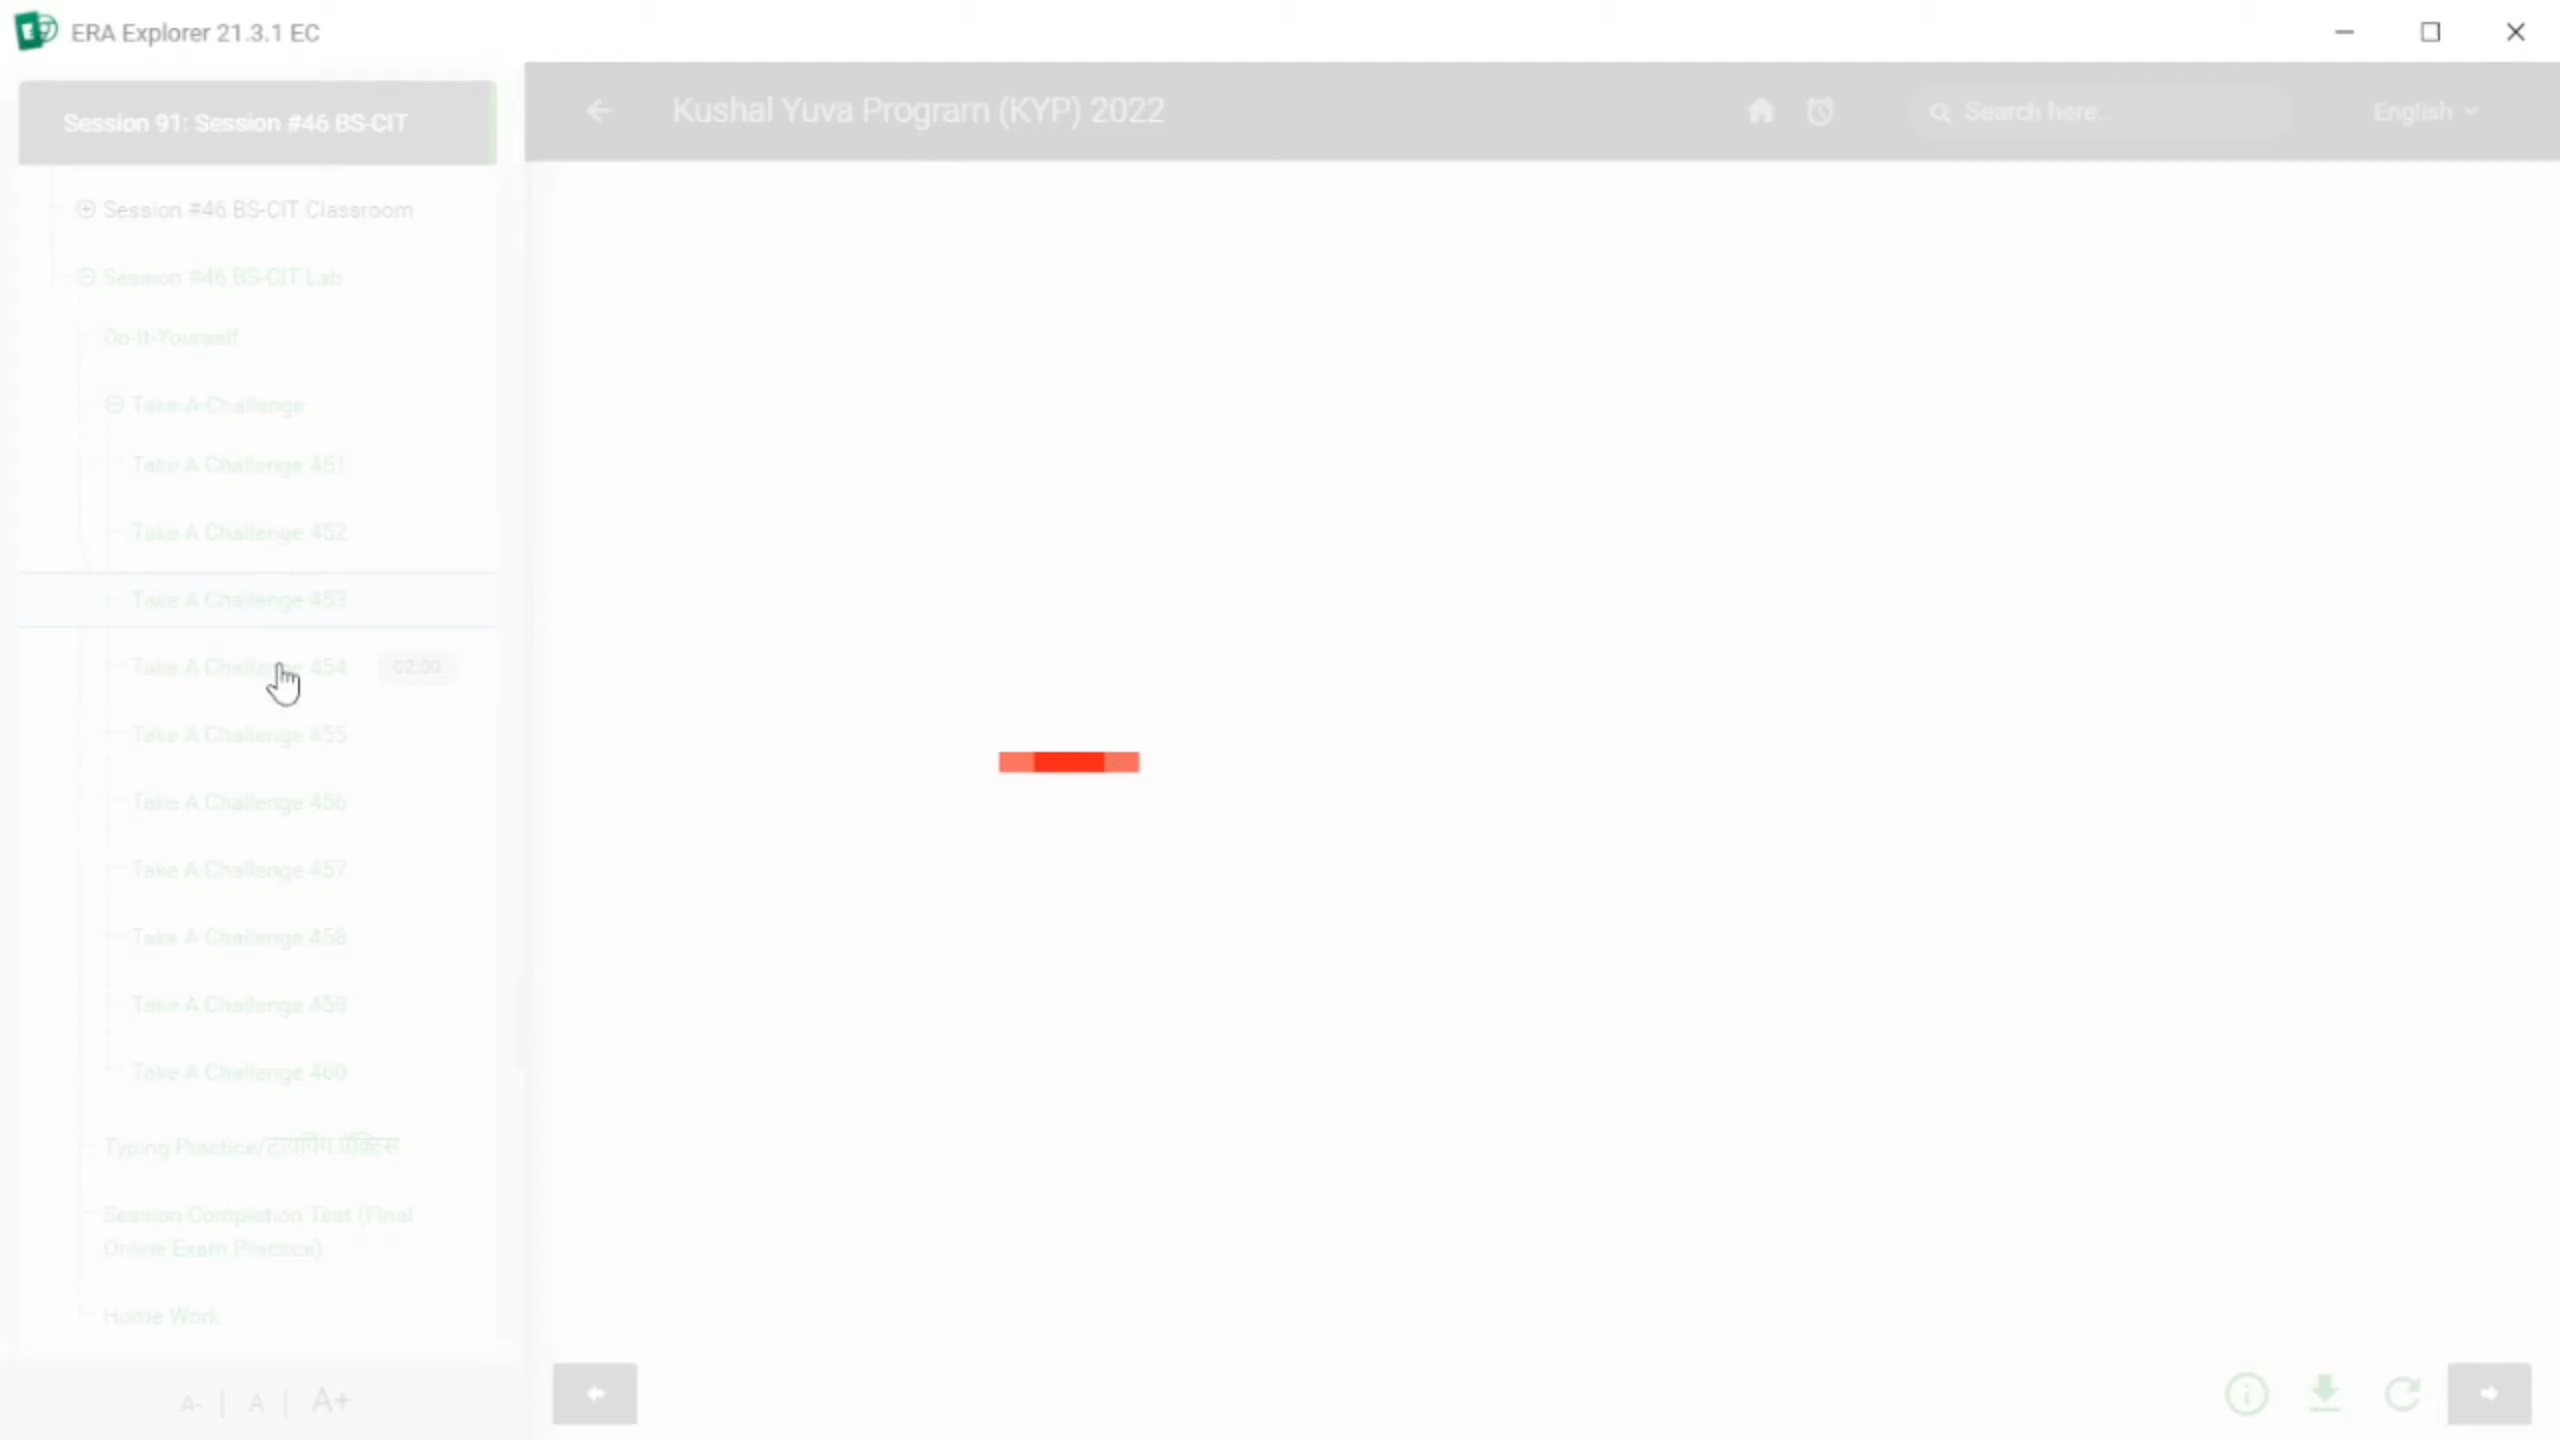 ERA Explorer 21.3.1 EC
Session 91: Session #46 BS-CIT
Kushal Yuva Program (KYP) 2022
Search here..
English
Session #46 BS-CIT Classroom
Session #46 BS-CIT Lab
Do-It-Yourself
Take A Challenge
Take A Challenge 451
Take A Challenge 452
Take A Challenge 453
Take A Challenge 454 02:00
Take A Challenge 455
Take A Challenge 456
Take A Challenge 457
Take A Challenge 458
Take A Challenge 459
Take A Challenge 460
Typing Practice/टायपिंग प्रॅक्टिस
Session Completion Test (Final
Online Exam Practice)
Home Work
A- | A | A+